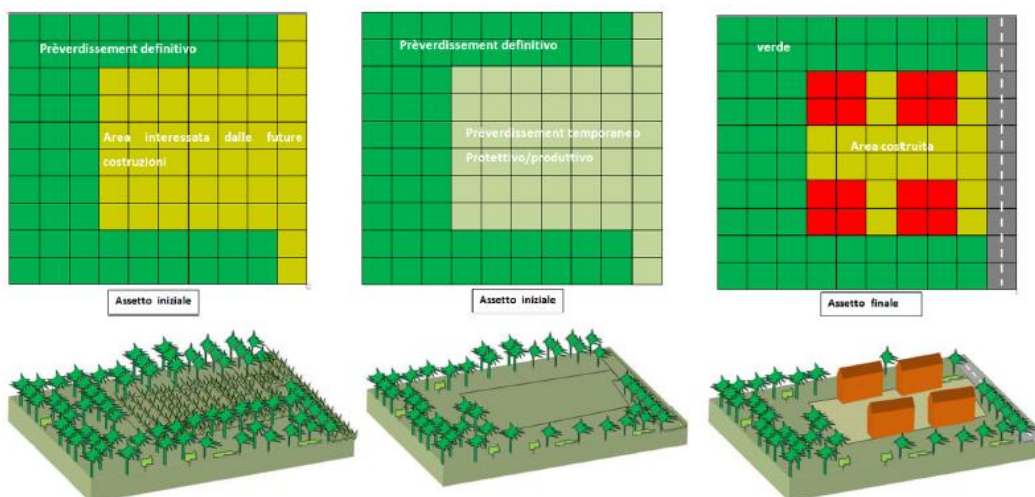 Prèverdissement definitivo
Area interessata dalle future
costruzioni
Assetto iniziale
Prèverdissement definitivo
Prèverdissement temporaneo
Protettivo/produttivo
Assetto iniziale
verde
Area costruita
Assetto finale